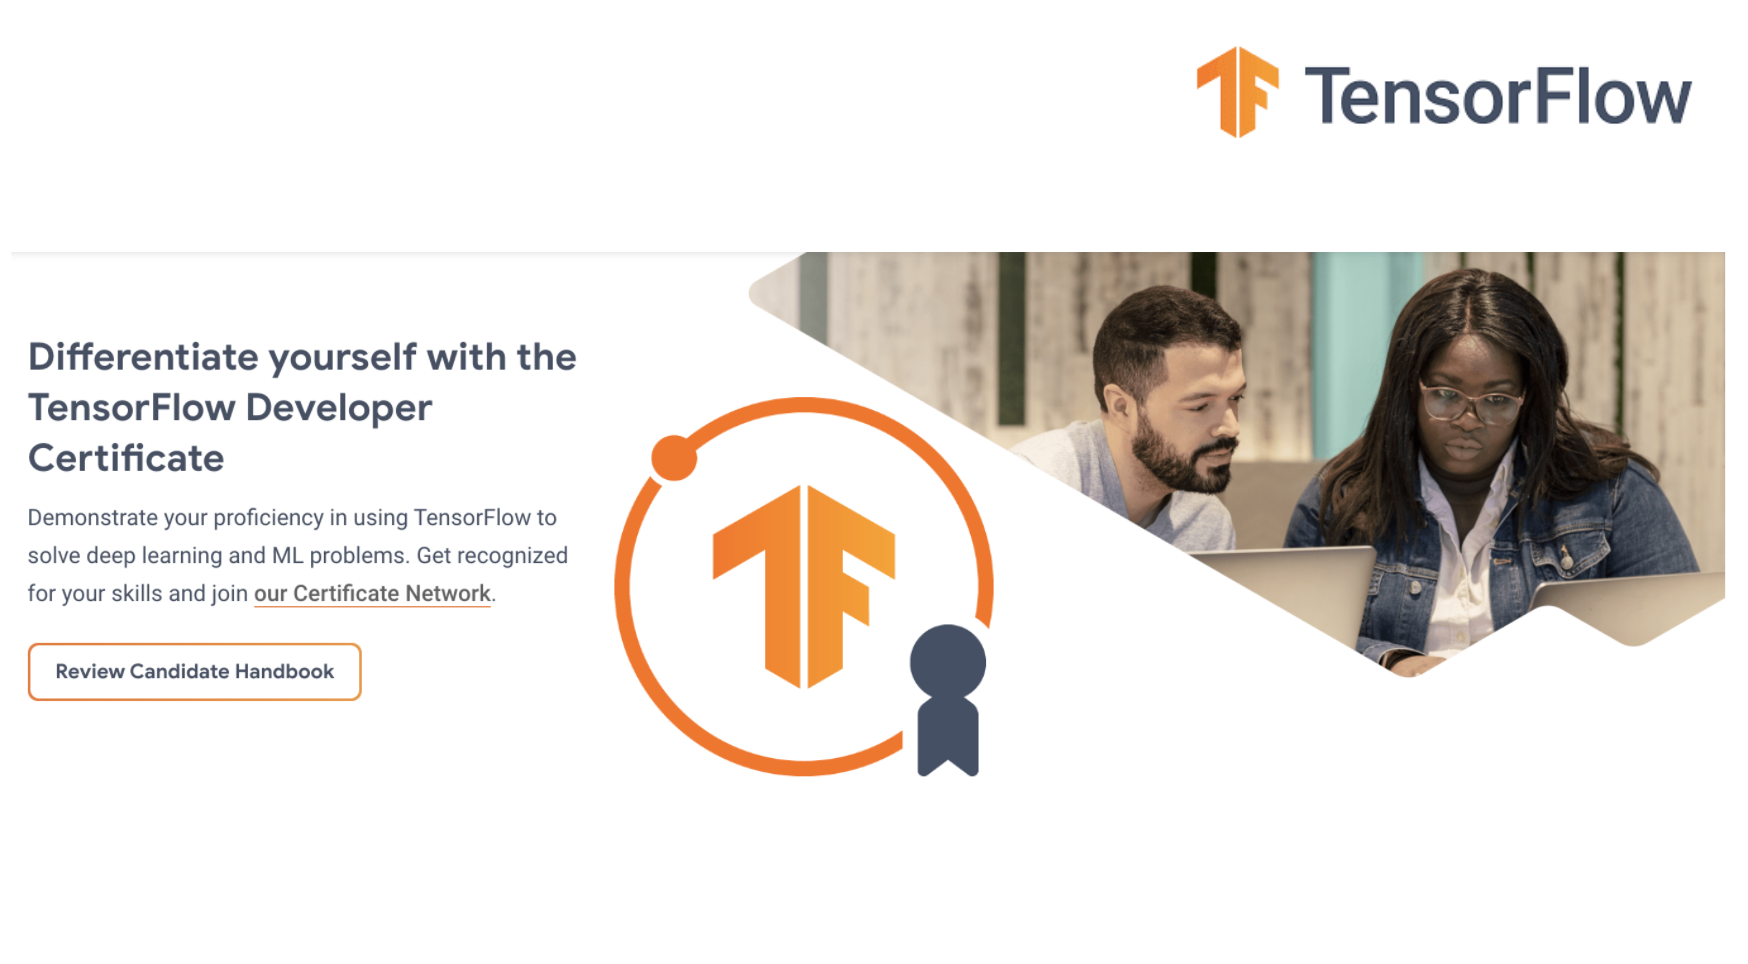 TensorFlow
Differentiate yourself with the
TensorFlow Developer
Certificate
Demonstrate your proficiency in using TensorFlow to
solve deep learning and ML problems. Get recognized
for your skills and join our Certificate Network.
Review Candidate Handbook